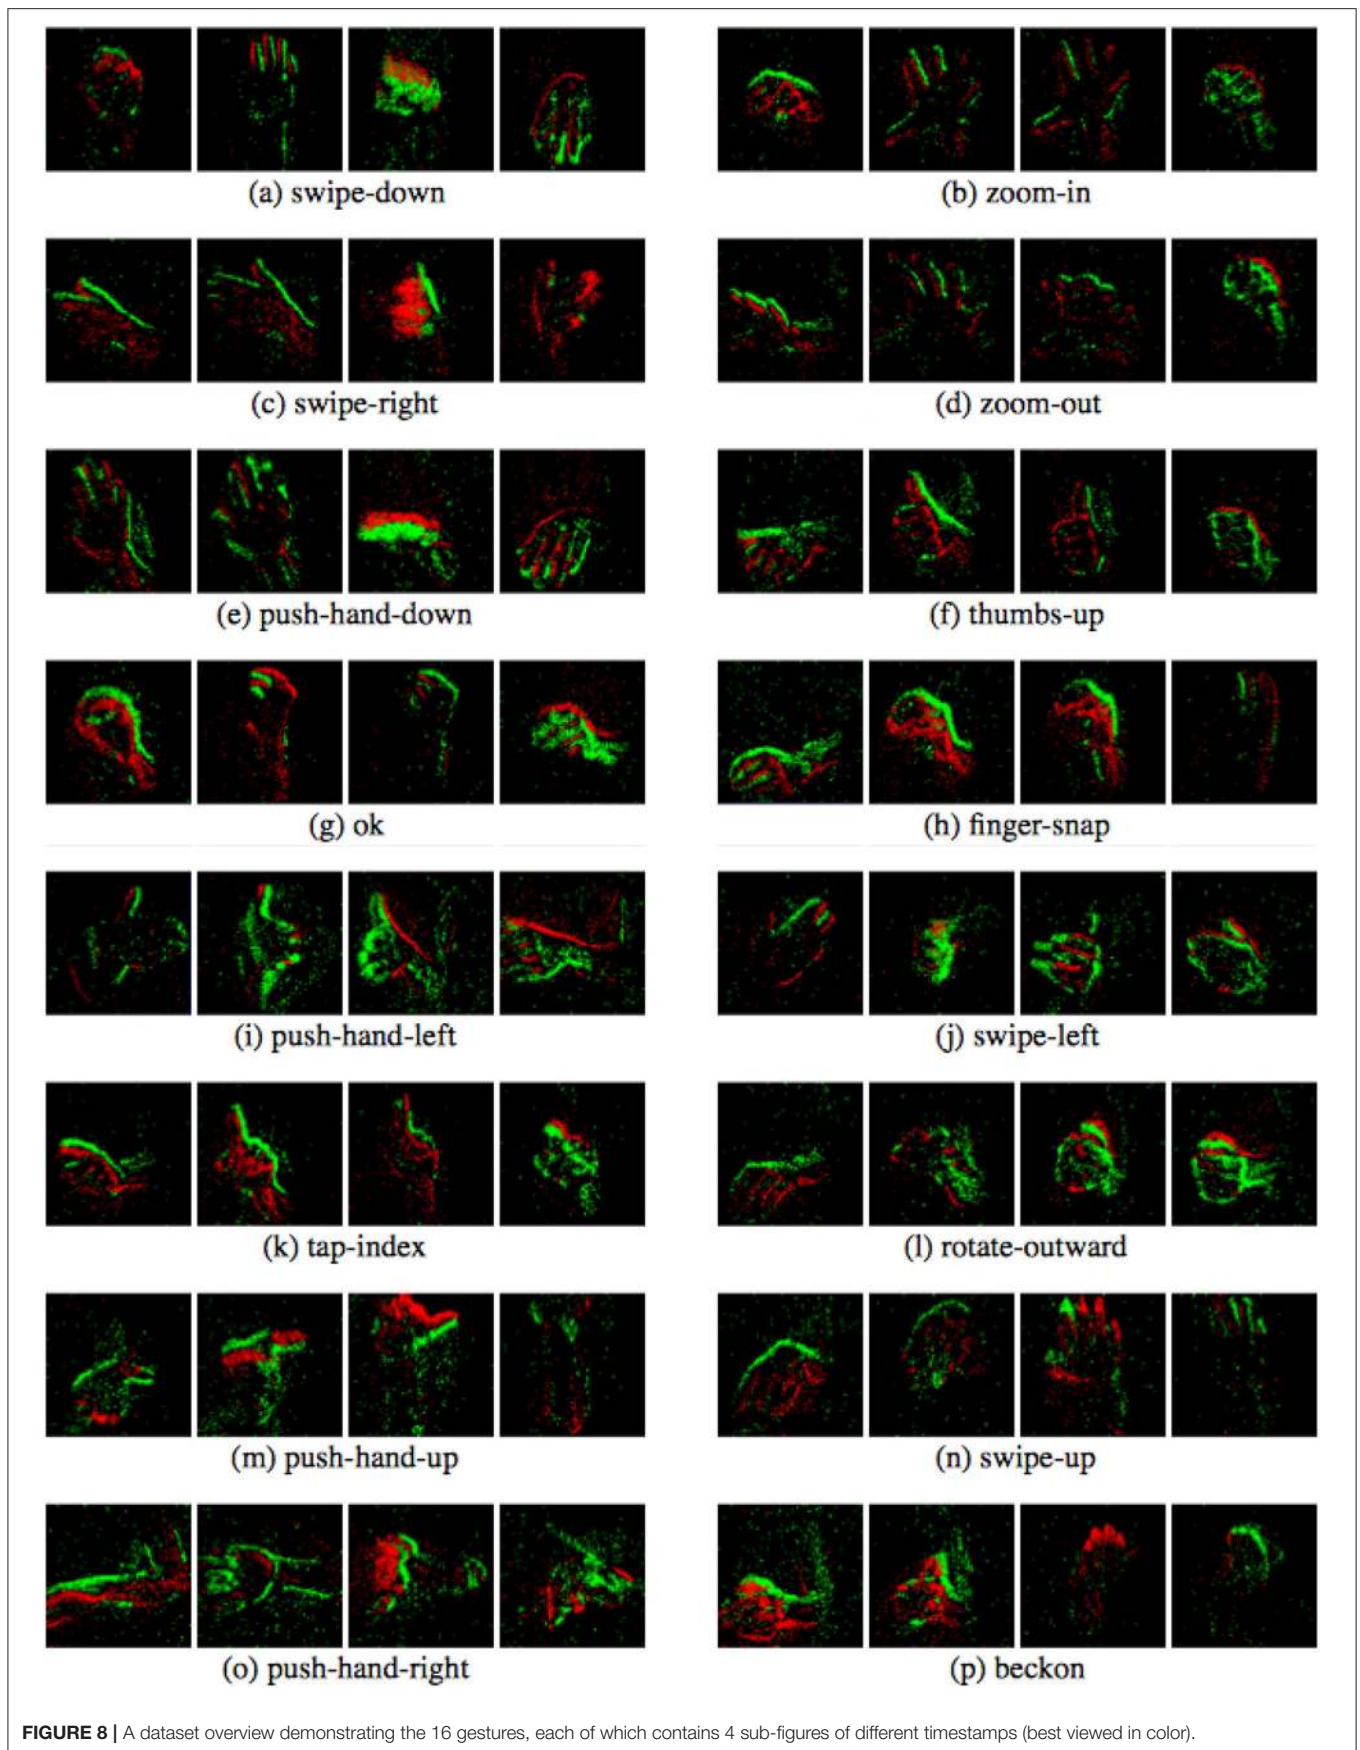 (a) swipe-down
(b) zoom-in
(c) swipe-right
(d) zoom-out
(e) push-hand-down
(f) thumbs-up
(g) ok
(h) finger-snap
(i) push-hand-left
(j) swipe-left
(k) tap-index
(l) rotate-outward
(m) push-hand-up
(n) swipe-up
(o) push-hand-right
(p) beckon
FIGURE 8 | A dataset overview demonstrating the 16 gestures, each of which contains 4 sub-figures of different timestamps (best viewed in color).